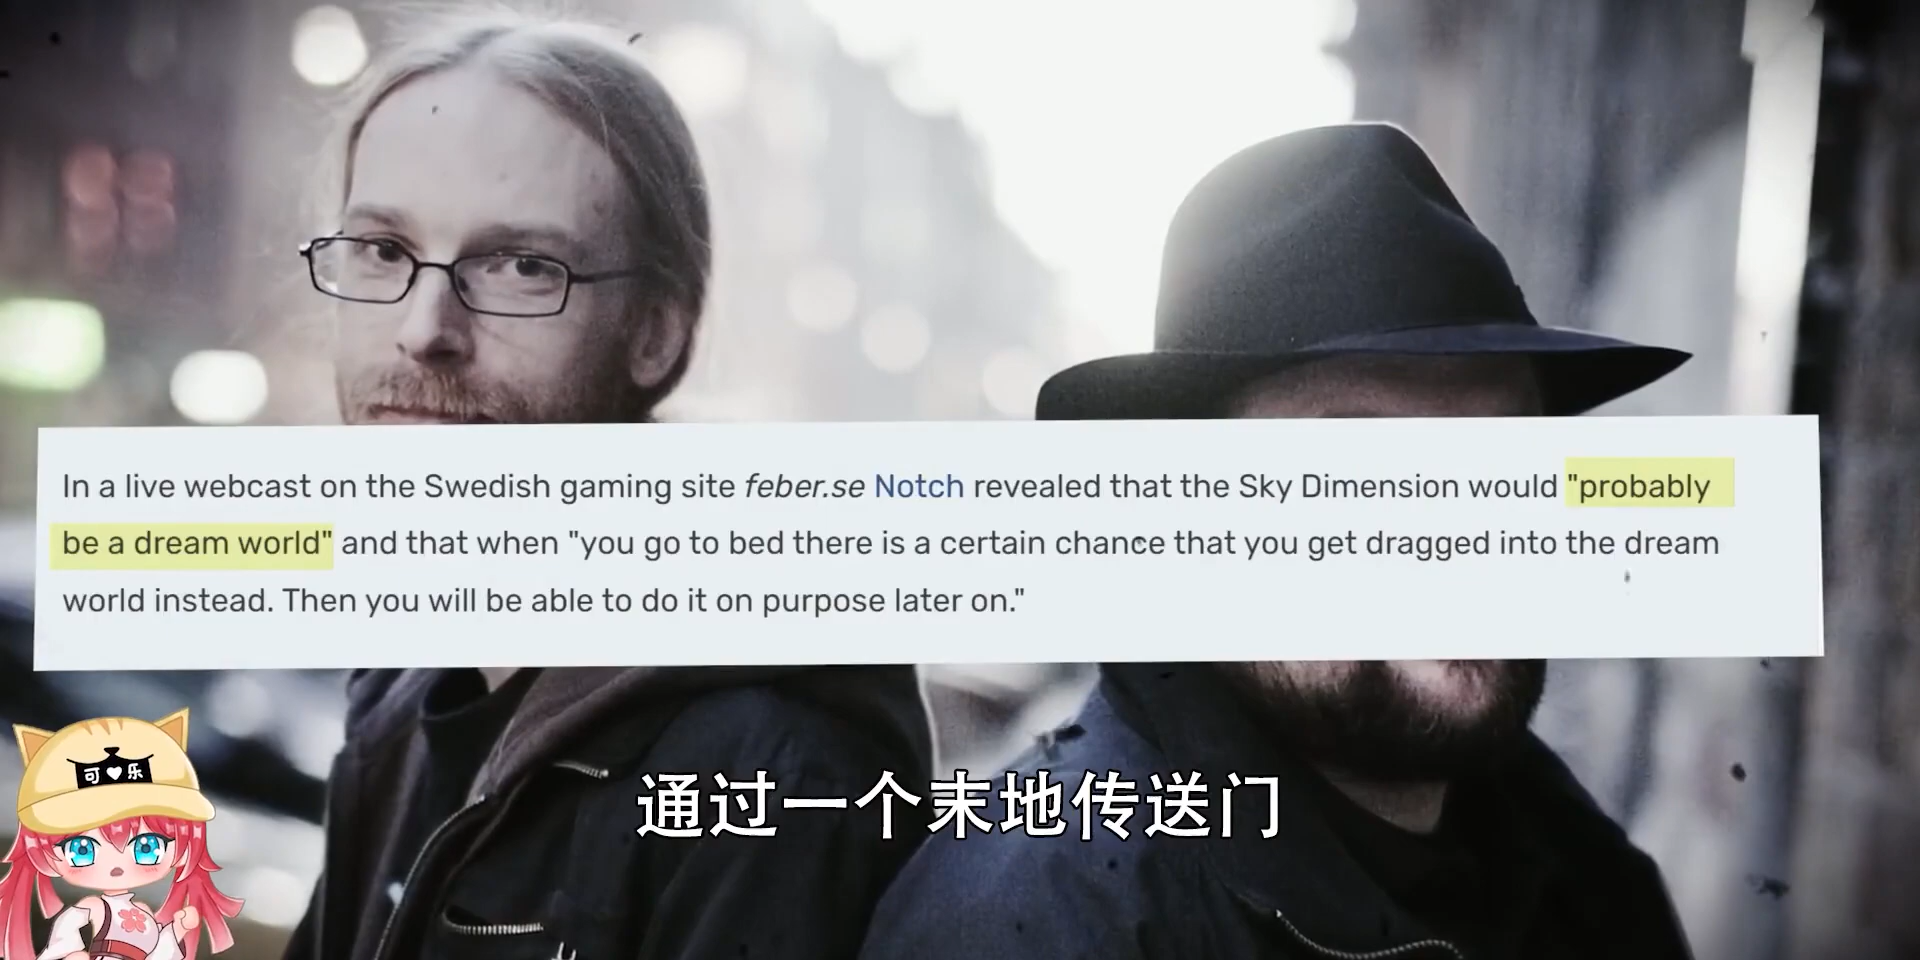 In a live webcast on the Swedish gaming site feber.se Notch revealed that the Sky Dimension would "probably
be a dream world" and that when "you go to bed there is a certain chance that you get dragged into the dream
world instead. Then you will be able to do it on purpose later on."
可♥乐
通过一个末地传送门